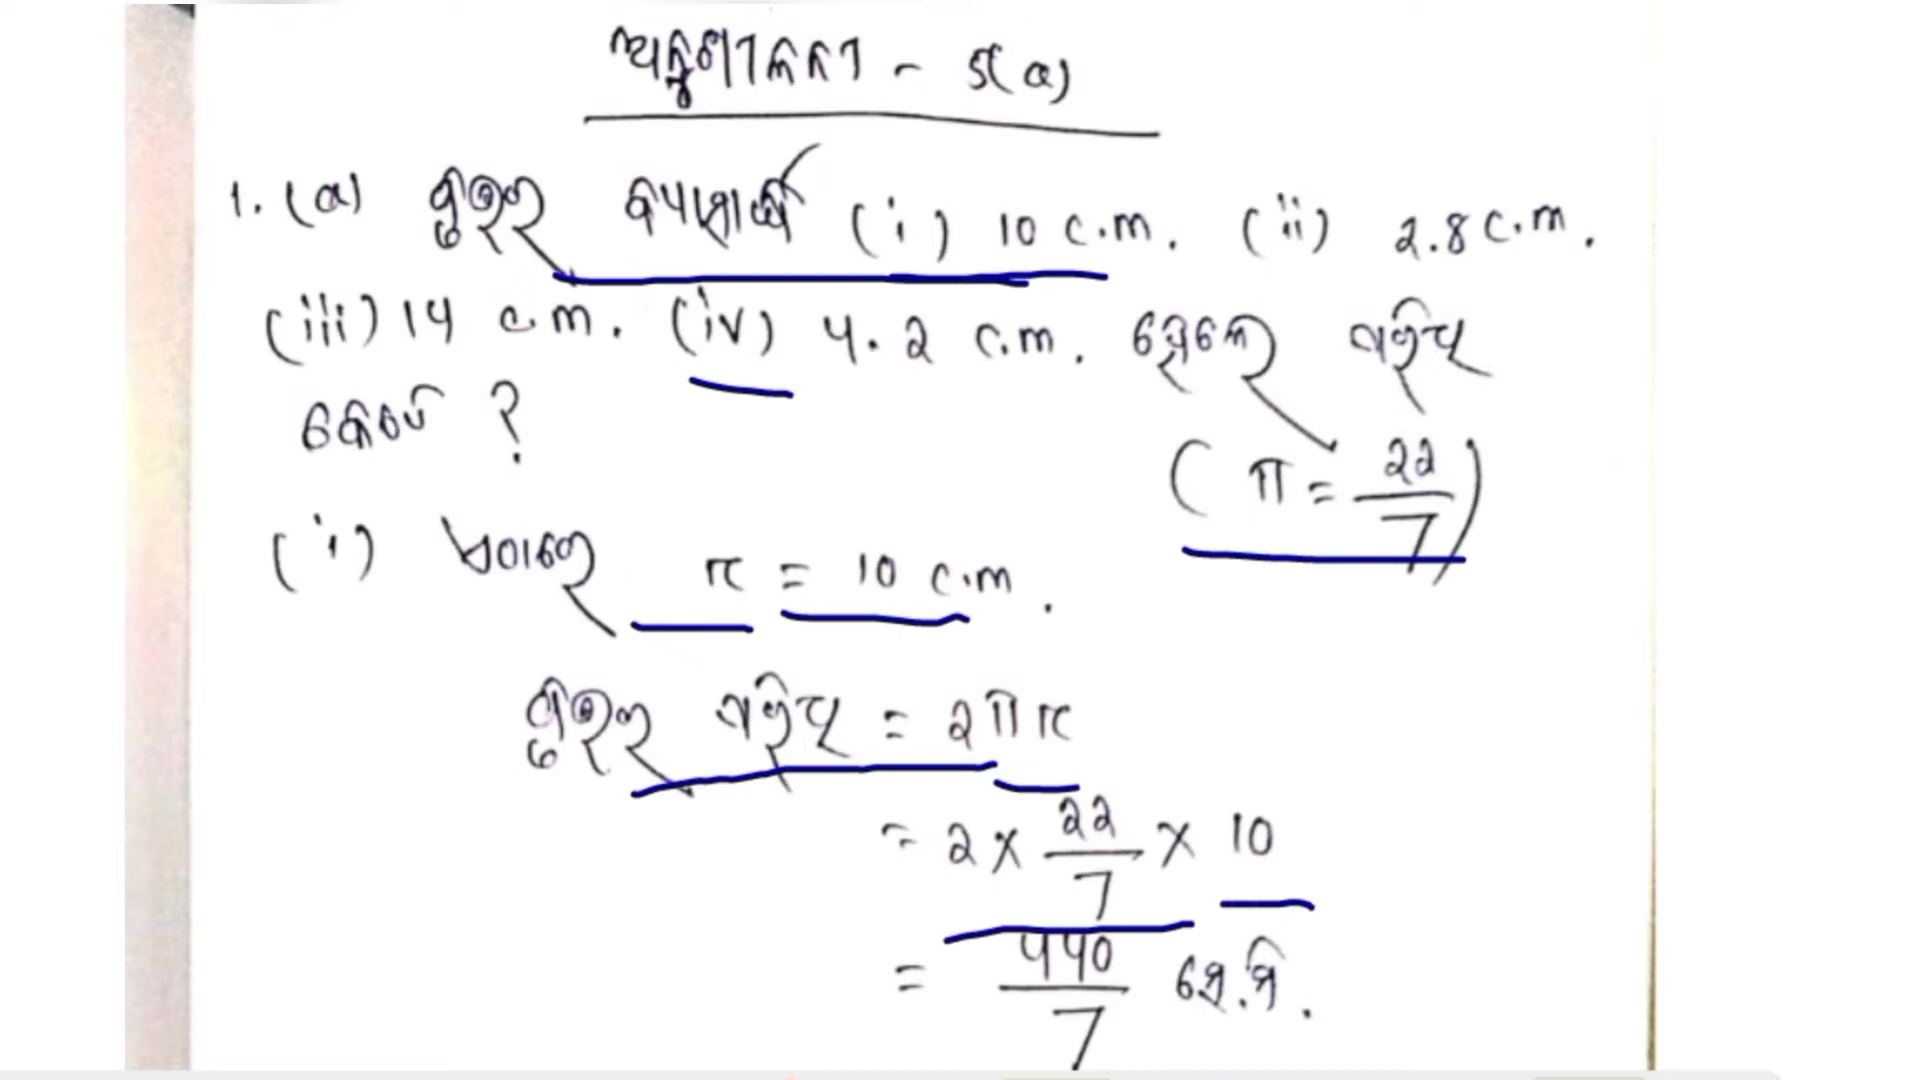 ଅନୁଶୀଳନୀ - 5(a)
1. (a) ବୃତ୍ତର ବ୍ୟାସାର୍ଦ୍ଧ (i) 10 c.m. (ii) 2.8 c.m.
(iii) 14 c.m. (iv) 4.2 c.m. ହେଲେ ପରିଧି
କେତେ ?
(π = 22/7)
(i) ଏଠାରେ r = 10 c.m.
ବୃତ୍ତର ପରିଧି = 2πr
= 2 × 22/7 × 10
= 440/7 ସେ.ମି.